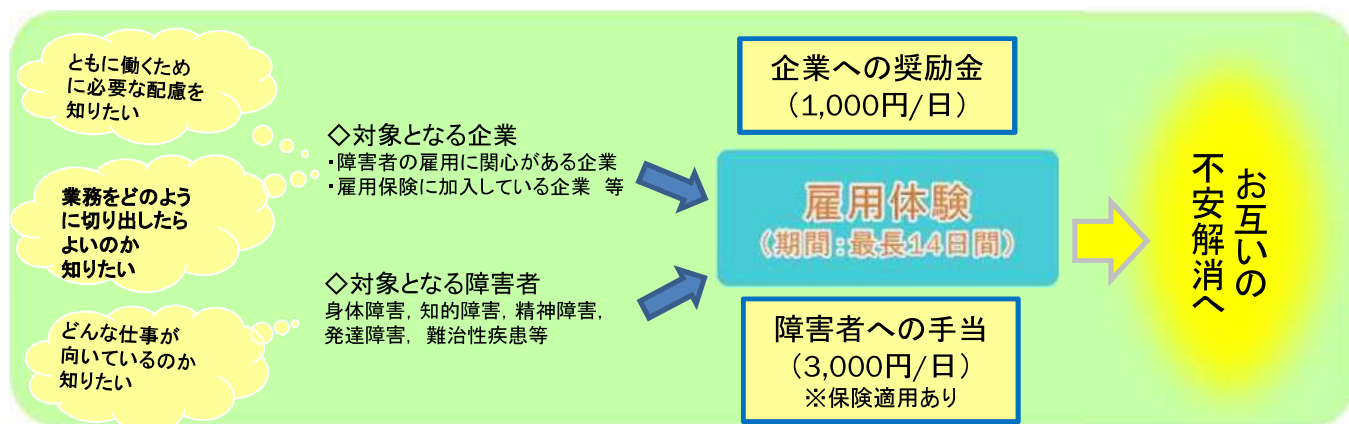 ともに働くため
に必要な配慮を
知りたい
業務をどのよう
に切り出したら
よいのか
知りたい
どんな仕事が
向いているのか
知りたい
◇対象となる企業
・障害者の雇用に関心がある企業
・雇用保険に加入している企業 等
◇対象となる障害者
身体障害，知的障害，精神障害，
発達障害， 難治性疾患等
企業への奨励金
（1,000円/日）
雇用体験
（期間：最長14日間）
障害者への手当
（3,000円/日）
※保険適用あり
お互いの
不安解消へ